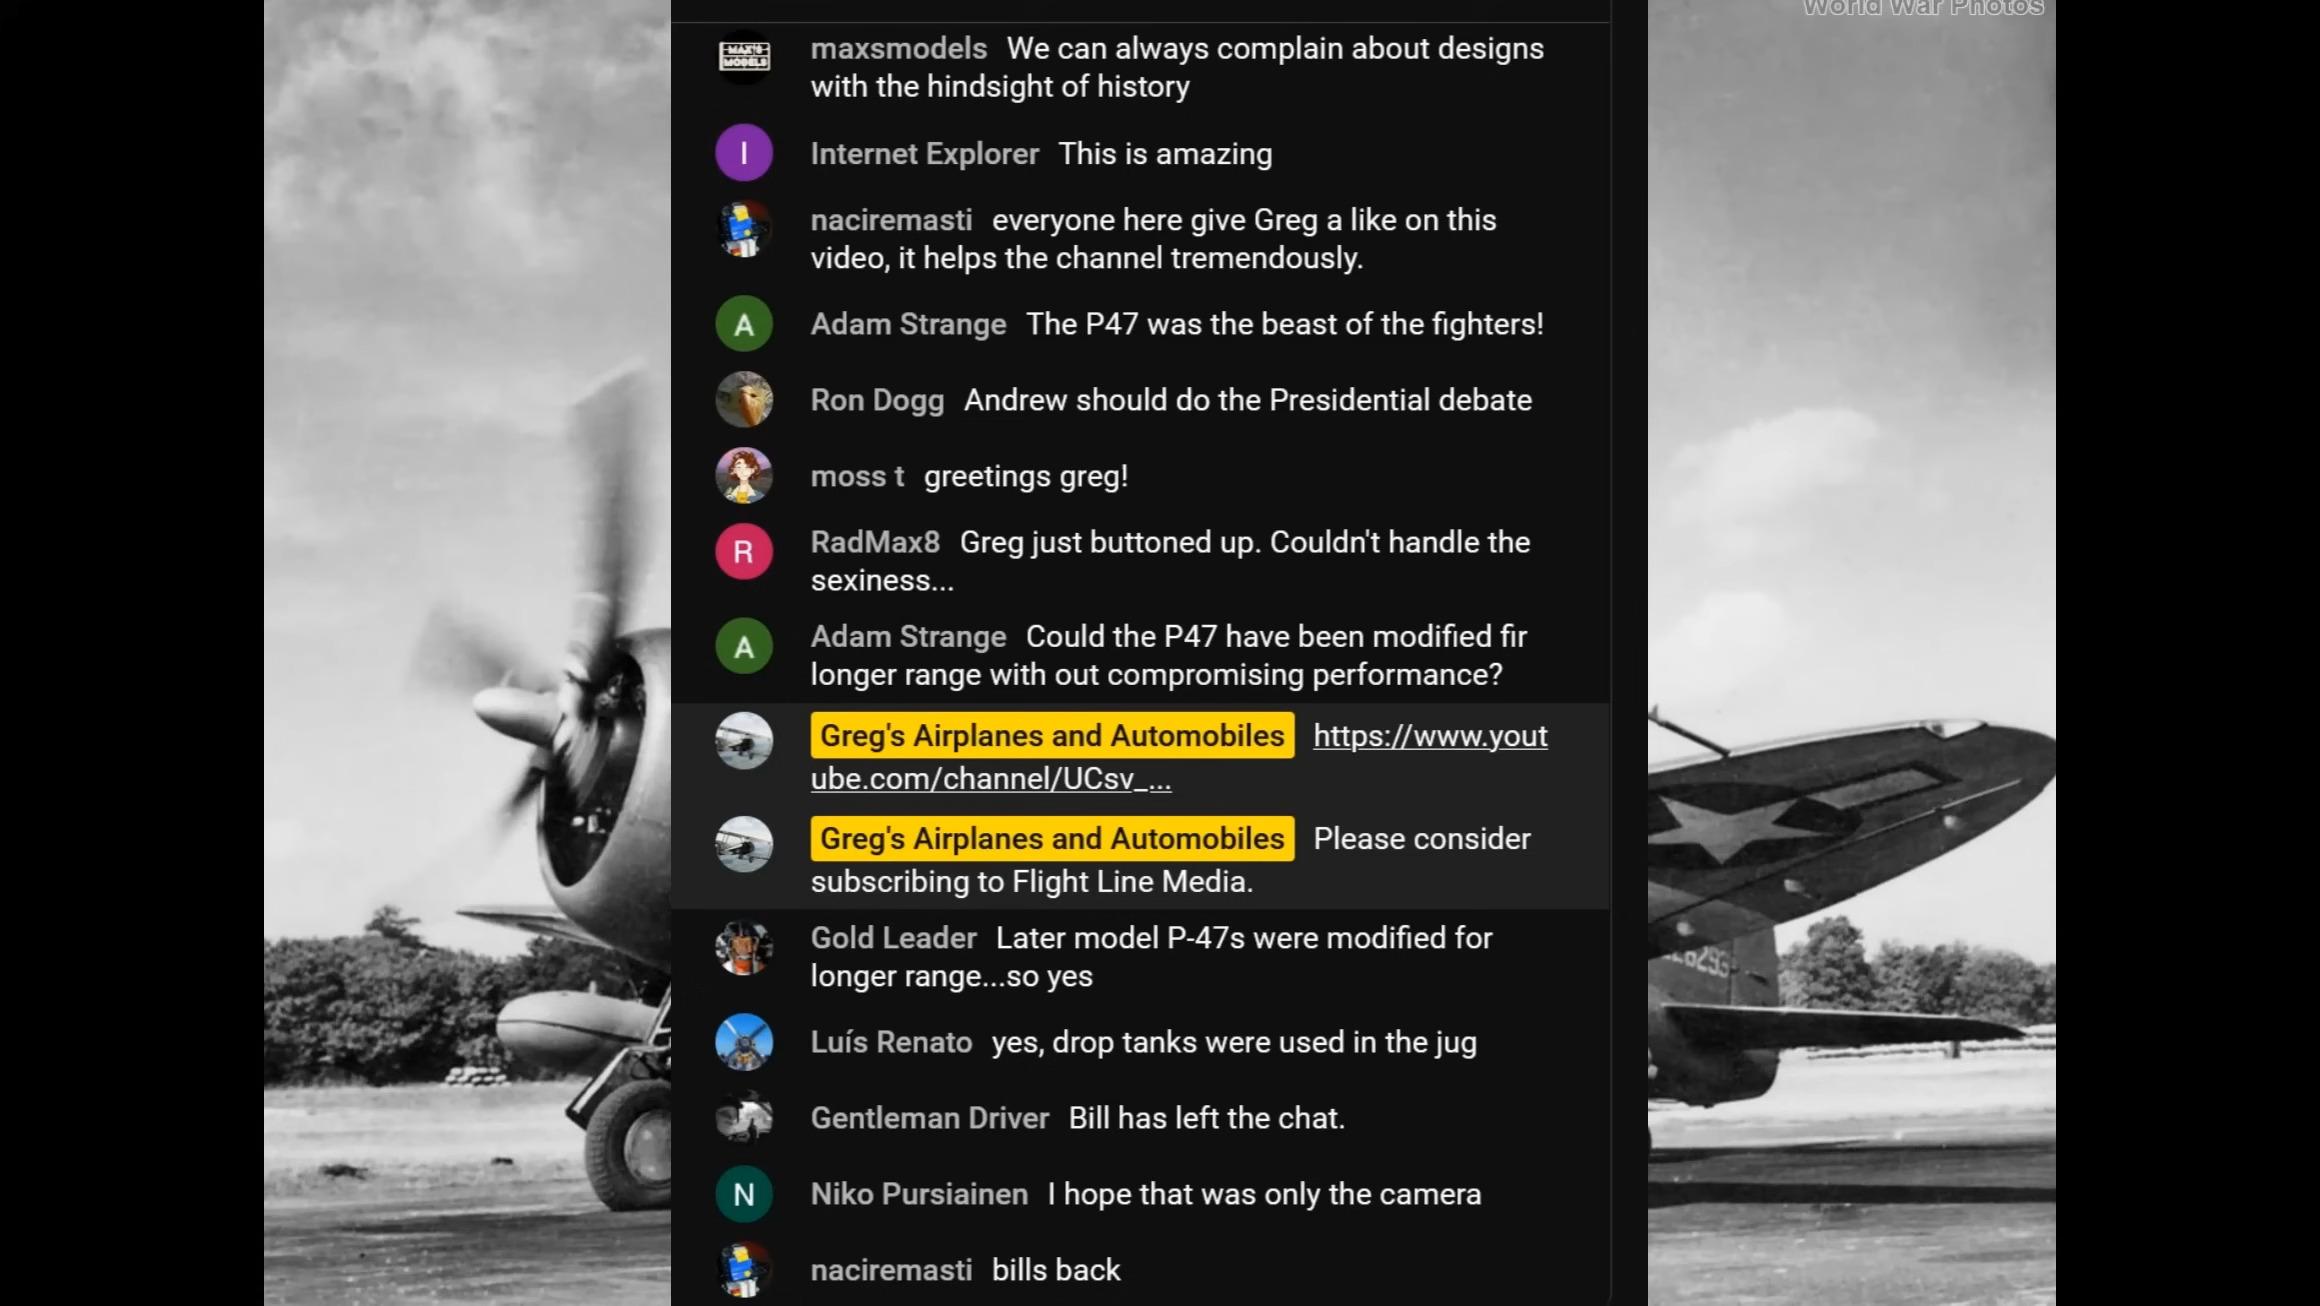 World War Photos
MAX'S
MODELS
maxsmodels We can always complain about designs
with the hindsight of history
I
Internet Explorer This is amazing
naciremasti everyone here give Greg a like on this
video, it helps the channel tremendously.
A
Adam Strange The P47 was the beast of the fighters!
Ron Dogg Andrew should do the Presidential debate
moss t greetings greg!
R
RadMax8 Greg just buttoned up. Couldn't handle the
sexiness...
A
Adam Strange Could the P47 have been modified fir
longer range with out compromising performance?
Greg's Airplanes and Automobiles https://www.yout
ube.com/channel/UCsv_...
Greg's Airplanes and Automobiles Please consider
subscribing to Flight Line Media.
Gold Leader Later model P-47s were modified for
longer range...so yes
Luís Renato yes, drop tanks were used in the jug
Gentleman Driver Bill has left the chat.
N
Niko Pursiainen I hope that was only the camera
naciremasti bills back